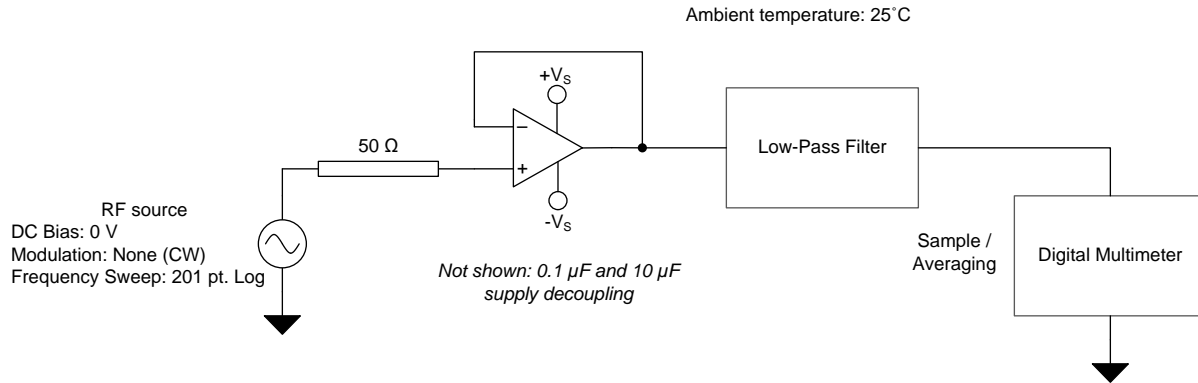 Ambient temperature: 25˚C
+VS
50 Ω
−
+
Low-Pass Filter
-VS
RF source
DC Bias: 0 V
Modulation: None (CW)
Frequency Sweep: 201 pt. Log
Not shown: 0.1 µF and 10 µF
supply decoupling
Sample /
Averaging
Digital Multimeter